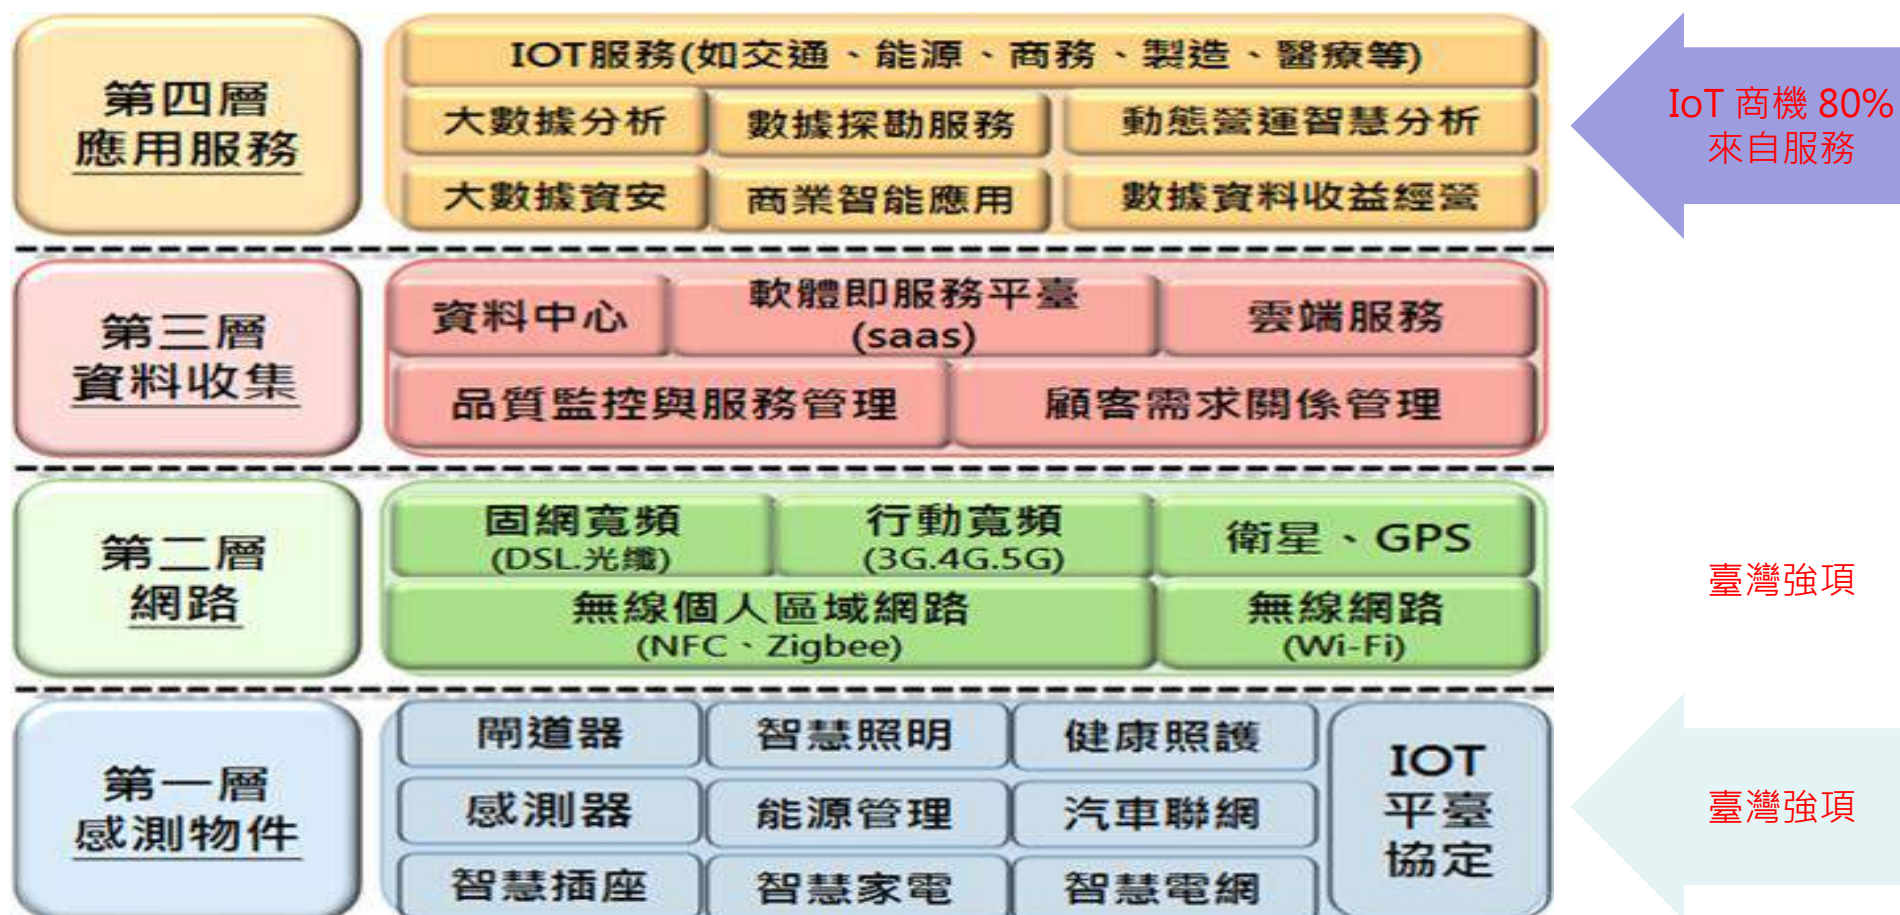 第四層
應用服務
IOT服務(如交通、能源、商務、製造、醫療等)
大數據分析
數據探勘服務
動態營運智慧分析
大數據資安
商業智能應用
數據資料收益經營
IoT 商機 80%
來自服務
第三層
資料收集
資料中心
軟體即服務平臺
(saas)
雲端服務
品質監控與服務管理
顧客需求關係管理
第二層
網路
固網寬頻
(DSL.光纖)
行動寬頻
(3G.4G.5G)
衛星、GPS
無線個人區域網路
(NFC、Zigbee)
無線網路
(Wi-Fi)
臺灣強項
第一層
感測物件
閘道器
智慧照明
健康照護
感測器
能源管理
汽車聯網
智慧插座
智慧家電
智慧電網
IOT
平臺
協定
臺灣強項